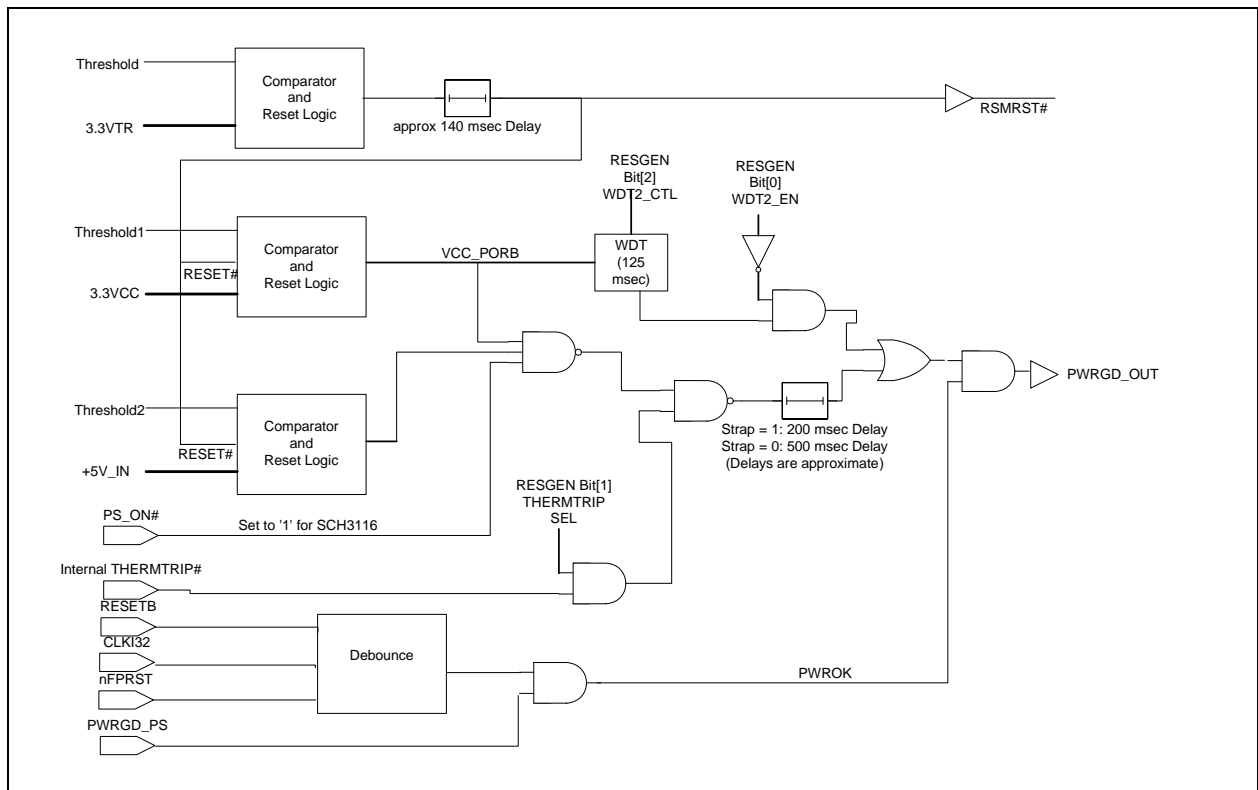 Threshold
3.3VTR
Comparator
and
Reset Logic
approx 140 msec Delay
RSMRST#
RESGEN
Bit[2]
WDT2_CTL
RESGEN
Bit[0]
WDT2_EN
Threshold1
RESET#
3.3VCC
Comparator
and
Reset Logic
VCC_PORB
WDT
(125
msec)
PWRGD_OUT
Threshold2
RESET#
+5V_IN
Comparator
and
Reset Logic
Strap = 1: 200 msec Delay
Strap = 0: 500 msec Delay
(Delays are approximate)
RESGEN Bit[1]
THERMTRIP
SEL
PS_ON#
Set to '1' for SCH3116
Internal THERMTRIP#
RESETB
CLKI32
nFPRST
PWRGD_PS
Debounce
PWROK